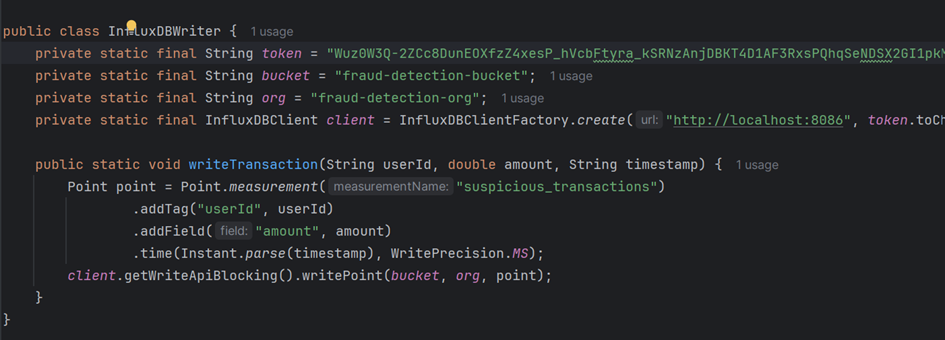 public class InfluxDBWriter { 1 usage
private static final String token = "Wuz0W3Q-2ZCc8DunEOXfzZ4xesP_hVcbFtyra_kSRNzAnjDBKT4D1AF3RxsPQhqSeNDSX2GI1pk
private static final String bucket = "fraud-detection-bucket"; 1 usage
private static final String org = "fraud-detection-org"; 1 usage
private static final InfluxDBClient client = InfluxDBClientFactory.create( url: "http://localhost:8086", token.toCh
public static void writeTransaction(String userId, double amount, String timestamp) { 1 usage
Point point = Point.measurement( measurementName: "suspicious_transactions")
.addTag("userId", userId)
.addField( field: "amount", amount)
.time(Instant.parse(timestamp), WritePrecision.MS);
client.getWriteApiBlocking().writePoint(bucket, org, point);
}
}